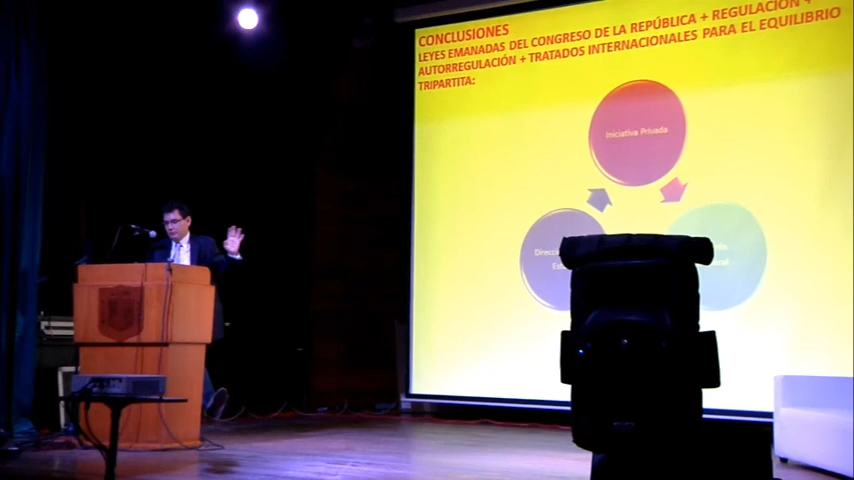 CONCLUSIONES
LEYES EMANADAS DEL CONGRESO DE LA REPÚBLICA + REGULACIÓN +
AUTORREGULACIÓN + TRATADOS INTERNACIONALES PARA EL EQUILIBRIO
TRIPARTITA:
Iniciativa Privada